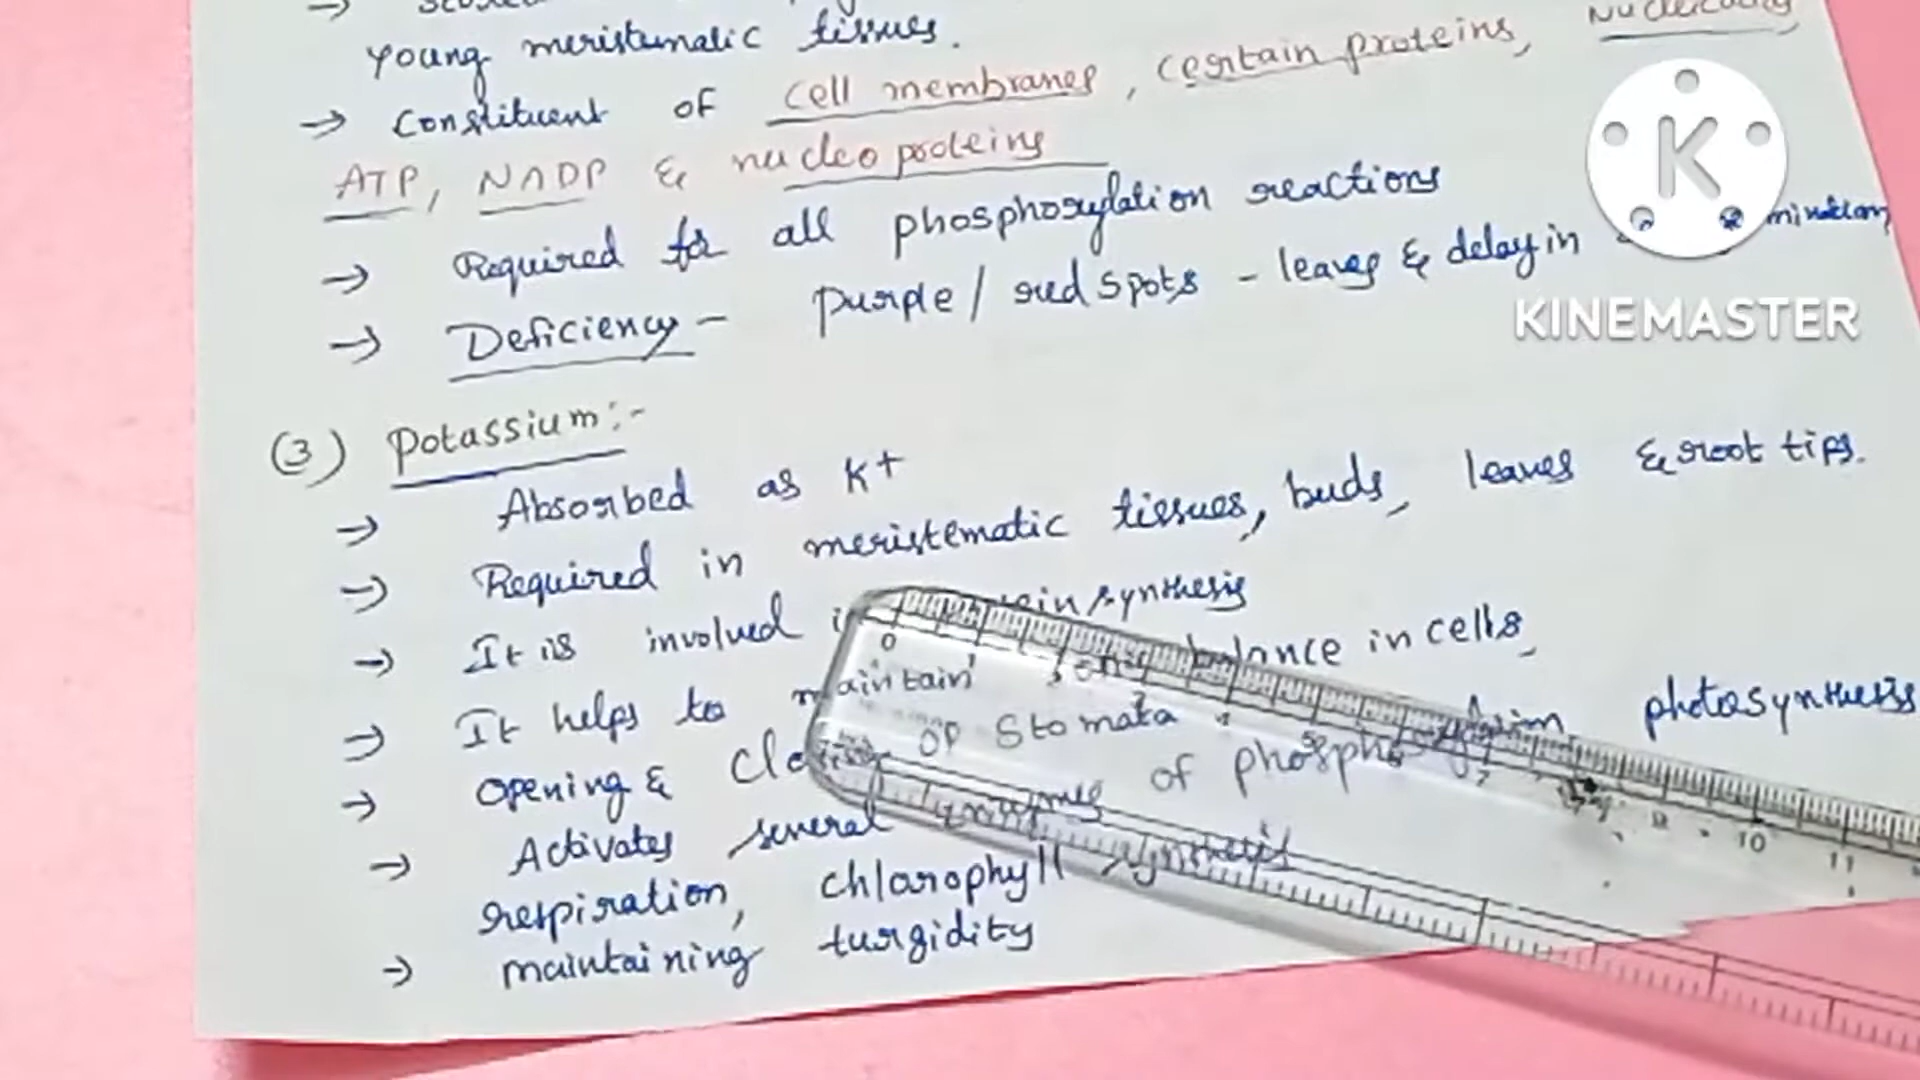 young meristematic tissues.
→ Constituent of cell membranes, certain proteins,
ATP, NADP & nucleoproteins
→ Required for all phosphorylation reactions
→ Deficiency - purple/ red spots - leaves & delay in
KINEMASTER
(3) Potassium:-
→ Absorbed as K+
→ Required in meristematic tissues, buds, leaves & root tips.
→ It is involved synthesis
→ It helps to maintain balance in cells,
→ Opening & Closing of Stomata
→ Activates several enzymes of photosynthesis
respiration, chlorophyll synthesis
→ maintaining turgidity